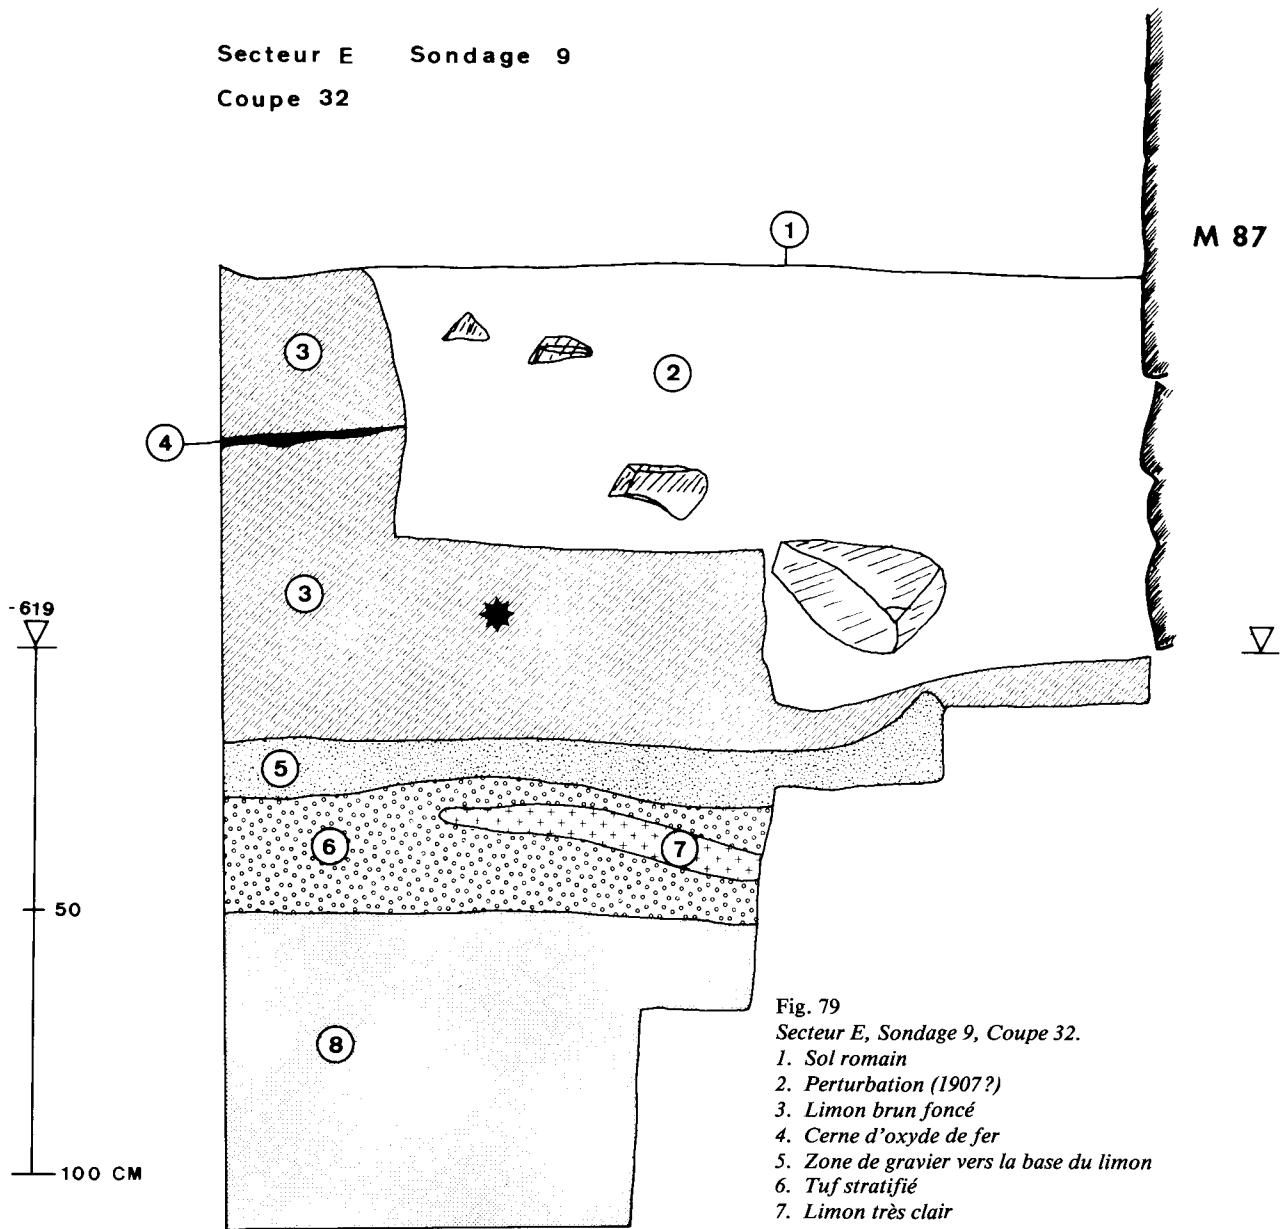 Secteur E Sondage 9
Coupe 32
1
M 87
3
2
4
3
-619
5
6
7
50
8
100 CM
Fig. 79
Secteur E, Sondage 9, Coupe 32.
1. Sol romain
2. Perturbation (1907?)
3. Limon brun foncé
4. Cerne d'oxyde de fer
5. Zone de gravier vers la base du limon
6. Tuf stratifié
7. Limon très clair